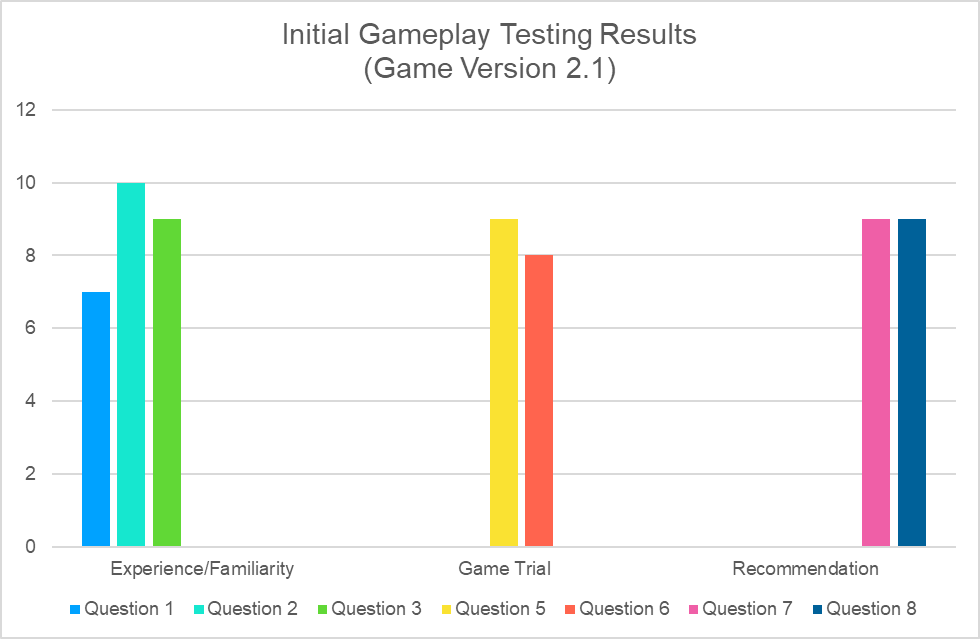 Initial Gameplay Testing Results
(Game Version 2.1)
12
10
8
6
4
2
0
Experience/Familiarity Game Trial Recommendation
Question 1 Question 2 Question 3 Question 5 Question 6 Question 7 Question 8